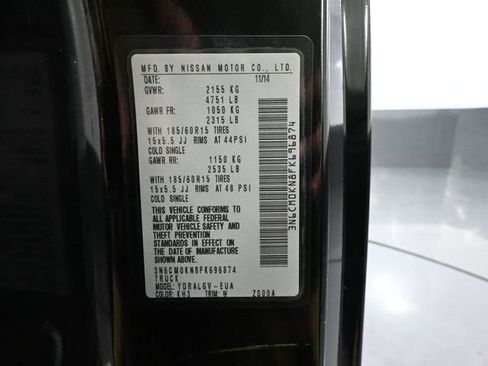 MFD. BY NISSAN MOTOR CO., LTD.
DATE: 11/14
GVWR: 2155 KG
4751 LB
GAWR FR: 1050 KG
2315 LB
WITH 185/60R15 TIRES
15x5.5 JJ RIMS AT 44PSI
COLD SINGLE
GAWR RR: 1150 KG
2535 LB
WITH 185/60R15 TIRES
15x5.5 JJ RIMS AT 48 PSI
COLD SINGLE
THIS VEHICLE CONFORMS TO
ALL APPLICABLE FEDERAL
MOTOR VEHICLE SAFETY AND
THEFT PREVENTION
STANDARDS IN EFFECT ON
THE DATE OF MANUFACTURE
SHOWN ABOVE.
3N6CM0KN8FK696874
TRUCK
MODEL: YDRALGV-EUA
COLOR: KH3 TRIM: W ZS00A
3N6CM0KN8FK696874